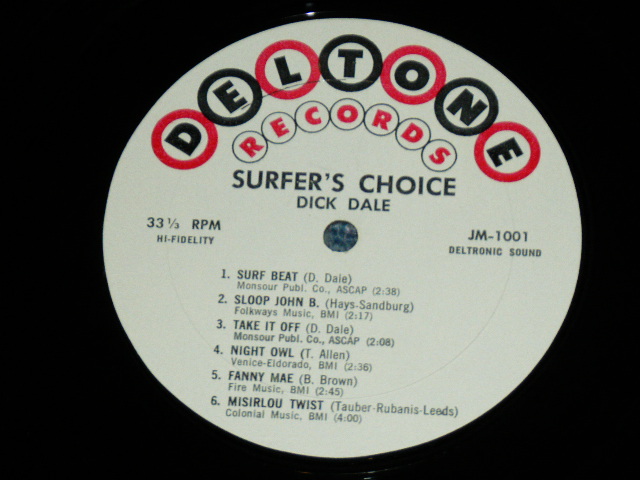 DELTONE
RECORDS
SURFER'S CHOICE
DICK DALE
33 1/3 RPM
HI-FIDELITY
JM-1001
DELTRONIC SOUND
1. SURF BEAT (D. Dale)
Monsour Publ. Co., ASCAP (2:38)
2. SLOOP JOHN B. (Hays-Sandburg)
Folkways Music, BMI (2:17)
3. TAKE IT OFF (D. Dale)
Monsour Publ. Co., ASCAP (2:08)
4. NIGHT OWL (T. Allen)
Venice-Eldorado, BMI (2:36)
5. FANNY MAE (B. Brown)
Fire Music, BMI (2:45)
6. MISIRLOU TWIST (Tauber-Rubanis-Leeds)
Colonial Music, BMI (4:00)